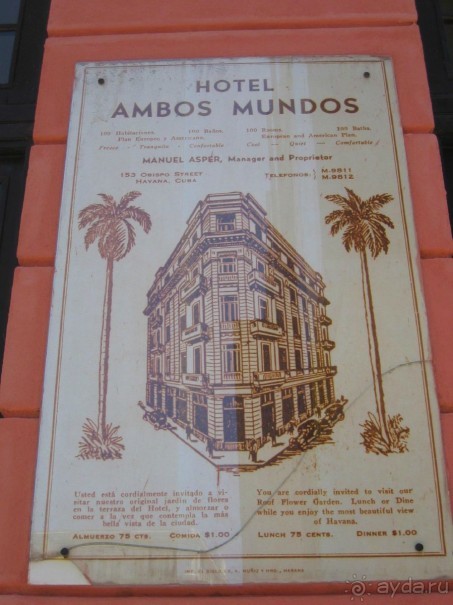 HOTEL
AMBOS MUNDOS
100 Habitaciones. 100 Baños. 100 Rooms. 100 Baths.
Plan Europeo y Americano. European and American Plan.
Fresco - Tranquilo - Confortable Cool — Quiet — Comfortable
MANUEL ASPÉR, Manager and Proprietor
153 OBISPO STREET
HAVANA, CUBA
TELEFONOS: M-9811
M-9812
Usted está cordialmente invitado a vi-
sitar nuestro original jardín de flores
en la terraza del Hotel, y almorzar o
comer a la vez que contempla la más
bella vista de la ciudad.
ALMUERZO 75 CTS. COMIDA $1.00
You are cordially invited to visit our
Roof Flower Garden. Lunch or Dine
while you enjoy the most beautiful view
of Havana.
LUNCH 75 CENTS. DINNER $1.00
HABANA
ayda.ru